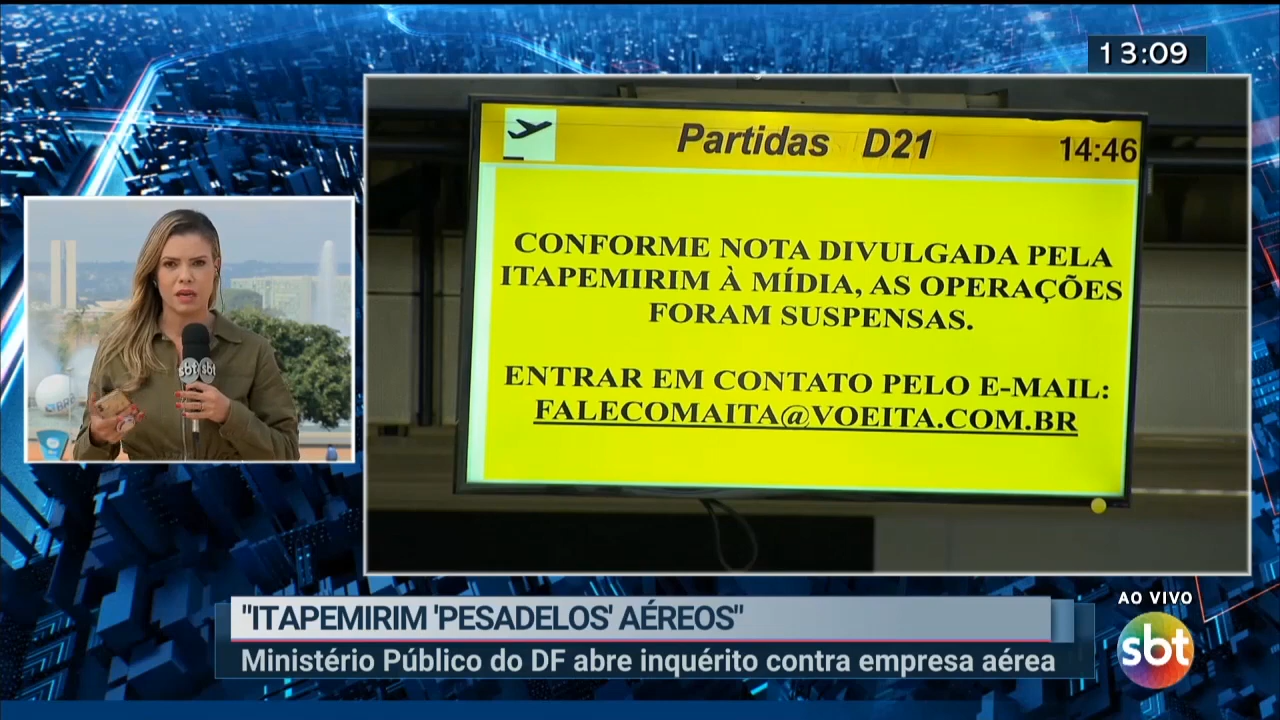 13:09
Partidas D21
14:46
CONFORME NOTA DIVULGADA PELA
ITAPEMIRIM À MÍDIA, AS OPERAÇÕES
FORAM SUSPENSAS.
ENTRAR EM CONTATO PELO E-MAIL:
FALECOMAITA@VOEITA.COM.BR
sbt sbt
"ITAPEMIRIM 'PESADELOS' AÉREOS"
Ministério Público do DF abre inquérito contra empresa aérea
AO VIVO
sbt